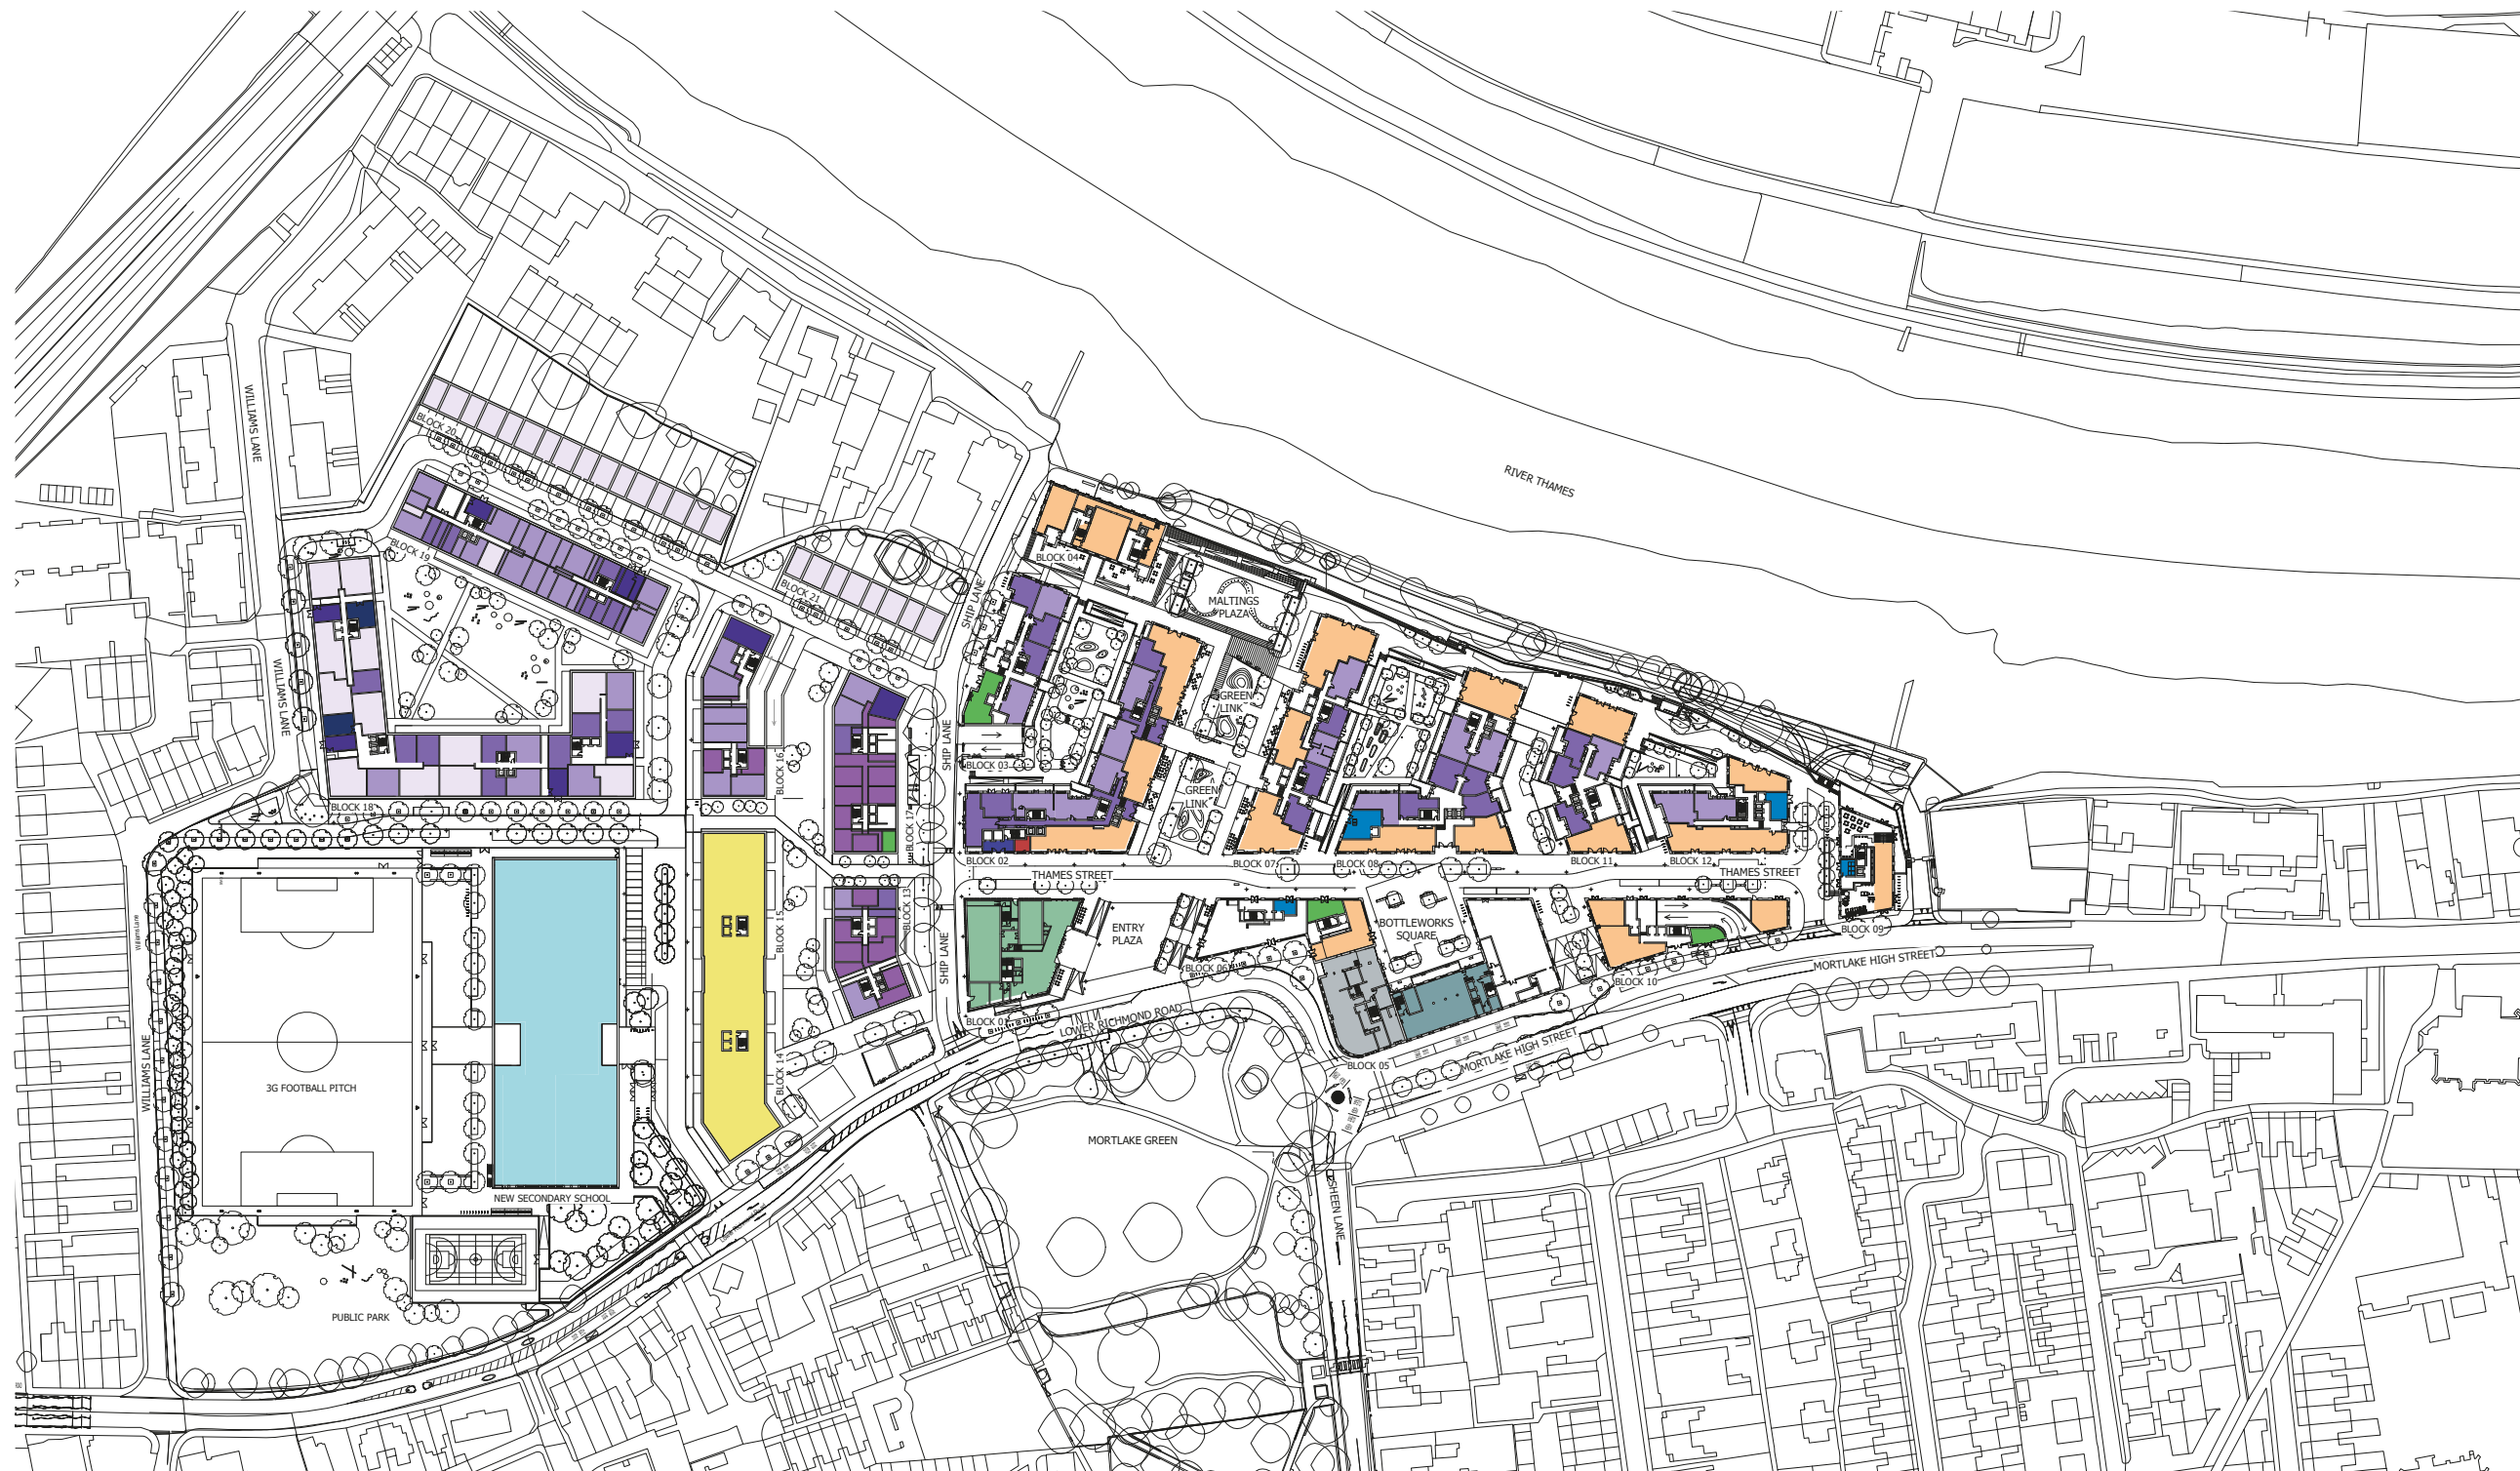 RIVER THAMES
WILLIAMS LANE
BLOCK 20
BLOCK 19
BLOCK 04
BLOCK 21
SHIP LANE
MALTINGS
PLAZA
WILLIAMS LANE
GREEN
LINK
SHIP LANE
BLOCK 16
BLOCK 03
GREEN
LINK
BLOCK 18
BLOCK 17
BLOCK 02
BLOCK 07
BLOCK 08
BLOCK 11
BLOCK 12
THAMES STREET
THAMES STREET
BLOCK 15
BLOCK 13
ENTRY
PLAZA
BOTTLEWORKS
SQUARE
BLOCK 09
Williams Lane
SHIP LANE
BLOCK 06
MORTLAKE HIGH STREET
BLOCK 10
BLOCK 01
LOWER RICHMOND ROAD
MORTLAKE HIGH STREET
BLOCK 05
WILLIAMS LANE
3G FOOTBALL PITCH
BLOCK 14
MORTLAKE GREEN
NEW SECONDARY SCHOOL
SHEEN LANE
PUBLIC PARK